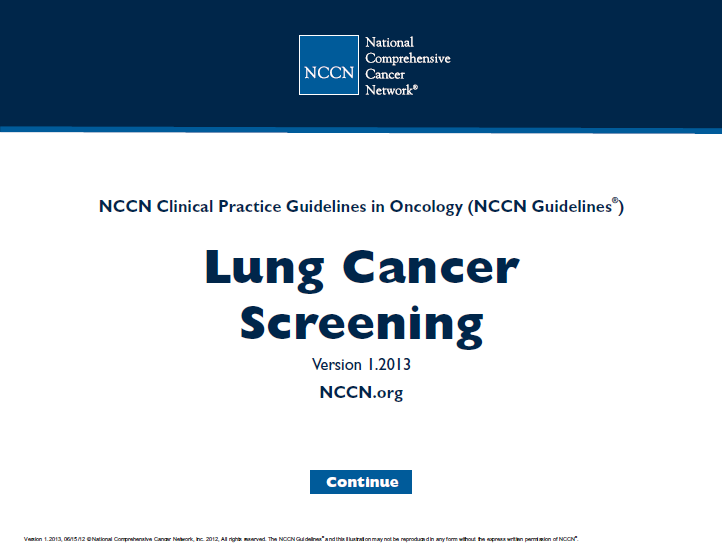 NCCN
National
Comprehensive
Cancer
Network®
NCCN Clinical Practice Guidelines in Oncology (NCCN Guidelines®)
Lung Cancer
Screening
Version 1.2013
NCCN.org
Continue
Version 1.2013, 06/15/12 © National Comprehensive Cancer Network, Inc. 2012, All rights reserved. The NCCN Guidelines® and this illustration may not be reproduced in any form without the express written permission of NCCN®.